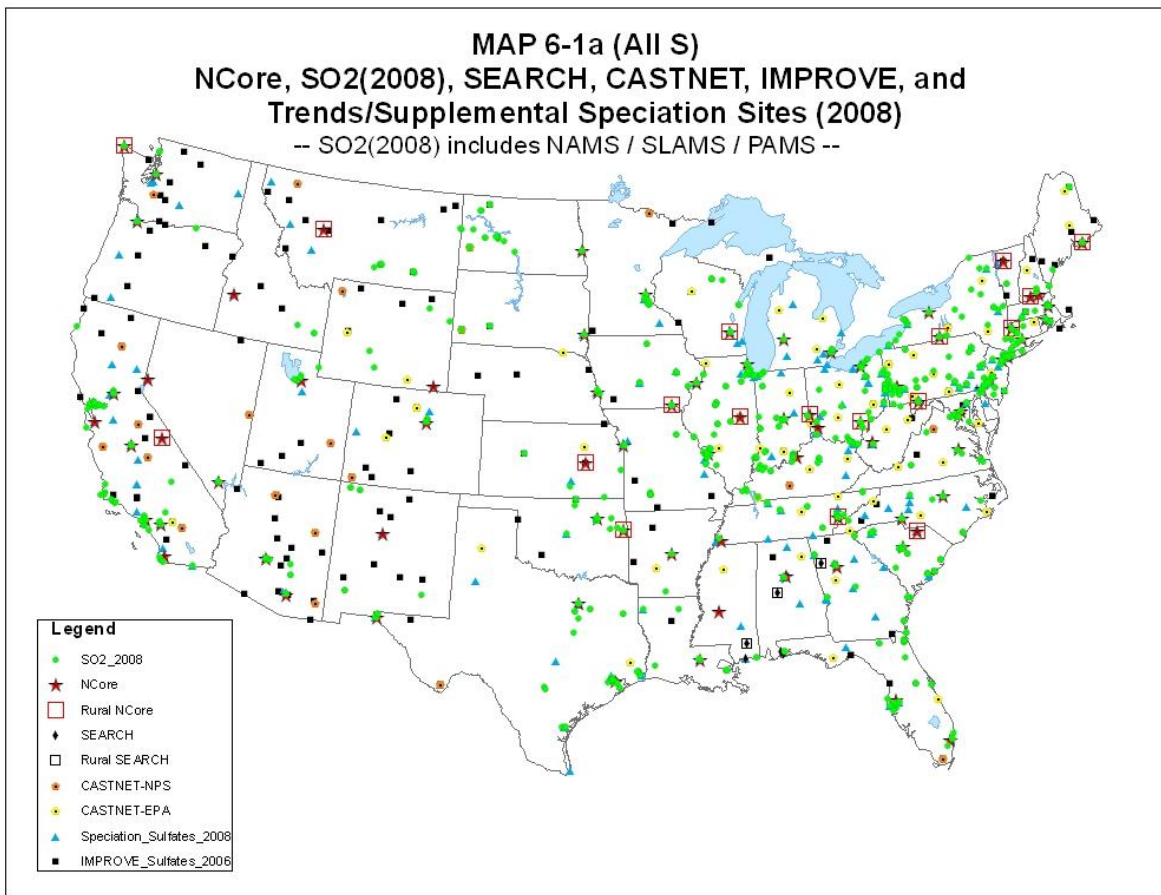 MAP 6-1a (All S)
NCore, SO2(2008), SEARCH, CASTNET, IMPROVE, and
Trends/Supplemental Speciation Sites (2008)
-- SO2(2008) includes NAMS / SLAMS / PAMS --
Legend
SO2_2008
NCore
Rural NCore
SEARCH
Rural SEARCH
CASTNET-NPS
CASTNET-EPA
Speciation_Sulfates_2008
IMPROVE_Sulfates_2006